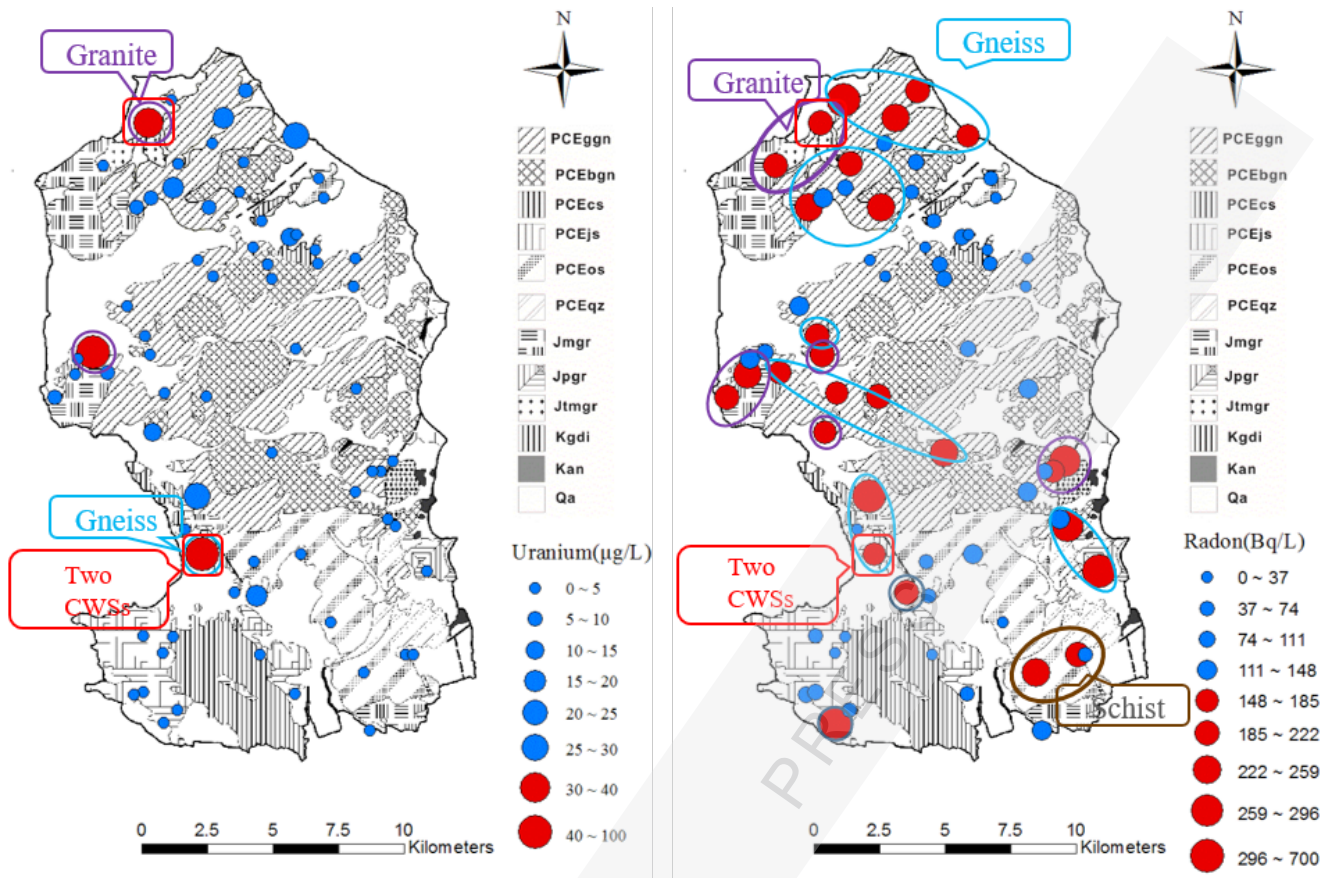 N
Granite
PCEggn
PCEbgn
PCEcs
PCEjs
PCEos
PCEqz
Jmgr
Jpgr
Jtmgr
Kgdi
Kan
Qa
Gneiss
Two
CWSs
Uranium(µg/L)
0 ~ 5
5 ~ 10
10 ~ 15
15 ~ 20
20 ~ 25
25 ~ 30
30 ~ 40
40 ~ 100
0 2.5 5 7.5 10
Kilometers
N
Gneiss
Granite
PCEggn
PCEbgn
PCEcs
PCEjs
PCEos
PCEqz
Jmgr
Jpgr
Jtmgr
Kgdi
Kan
Qa
Two
CWSs
Schist
Radon(Bq/L)
0 ~ 37
37 ~ 74
74 ~ 111
111 ~ 148
148 ~ 185
185 ~ 222
222 ~ 259
259 ~ 296
296 ~ 700
0 2.5 5 7.5 10
Kilometers